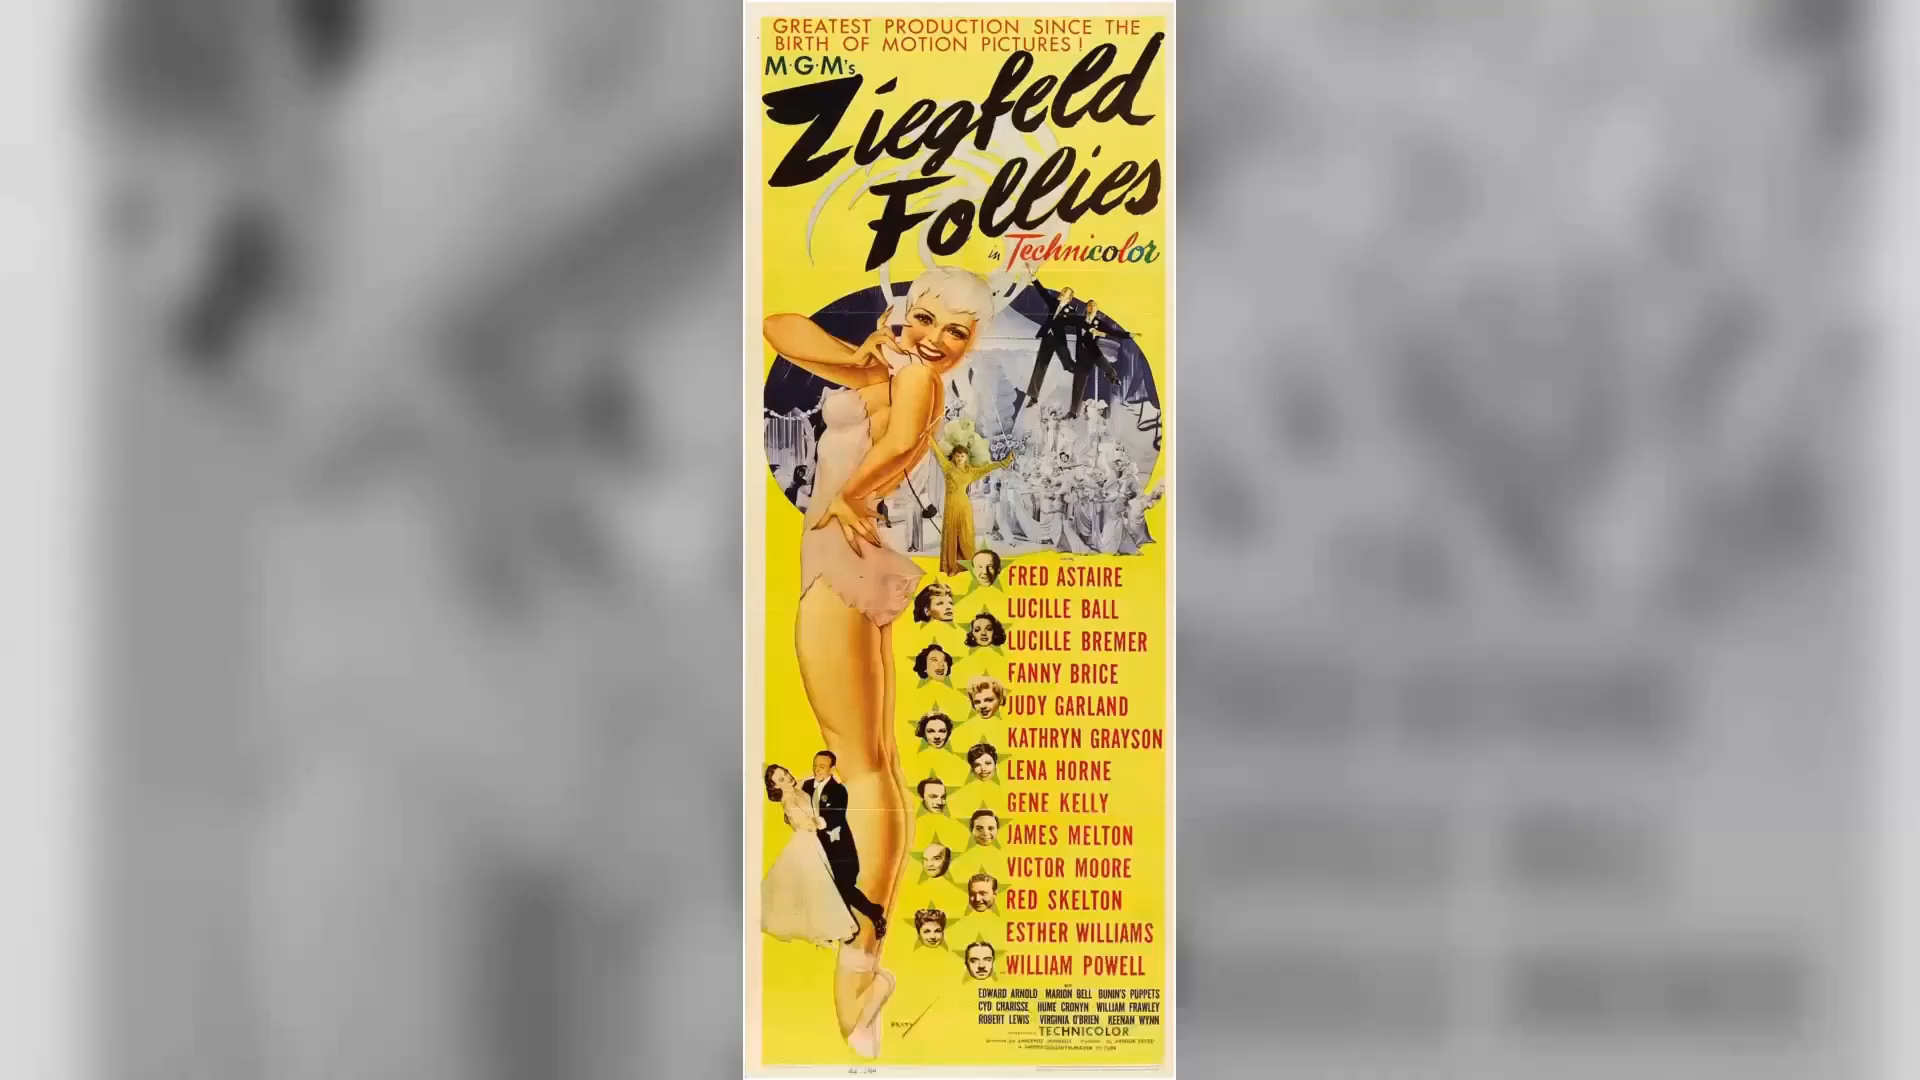 GREATEST PRODUCTION SINCE THE
BIRTH OF MOTION PICTURES!
M·G·M's
Ziegfeld
Follies
in Technicolor
FRED ASTAIRE
LUCILLE BALL
LUCILLE BREMER
FANNY BRICE
JUDY GARLAND
KATHRYN GRAYSON
LENA HORNE
GENE KELLY
JAMES MELTON
VICTOR MOORE
RED SKELTON
ESTHER WILLIAMS
WILLIAM POWELL
EDWARD ARNOLD MARION BELL BUNIN'S PUPPETS
CYD CHARISSE HUME CRONYN WILLIAM FRAWLEY
ROBERT LEWIS VIRGINIA O'BRIEN KEENAN WYNN
TECHNICOLOR